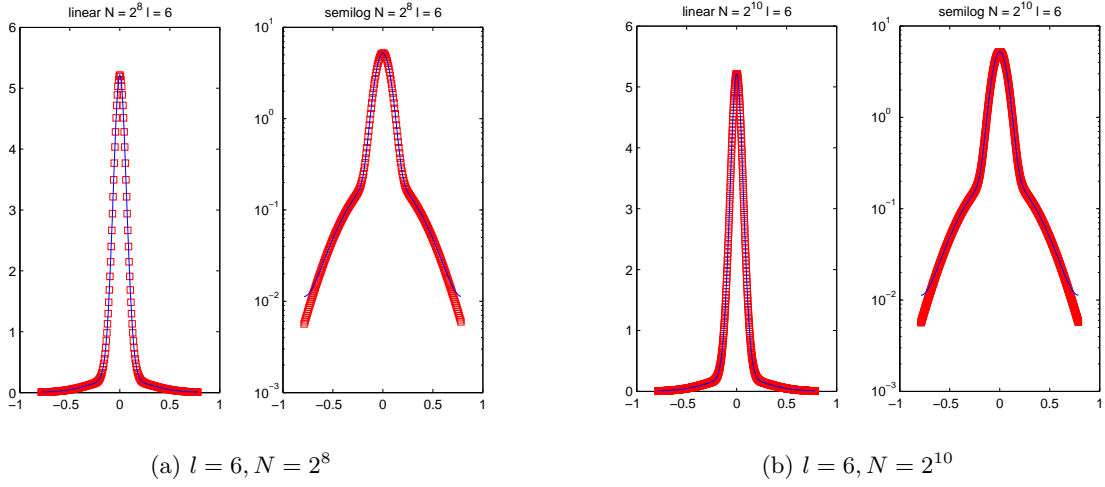 linear N = 2^8 l = 6
6
5
4
3
2
1
0
−1 −0.5 0 0.5 1
semilog N = 2^8 l = 6
10^1
10^0
10^−1
10^−2
10^−3
−1 −0.5 0 0.5 1
(a) l = 6, N = 2^8
linear N = 2^10 l = 6
6
5
4
3
2
1
0
−1 −0.5 0 0.5 1
semilog N = 2^10 l = 6
10^1
10^0
10^−1
10^−2
10^−3
−1 −0.5 0 0.5 1
(b) l = 6, N = 2^10